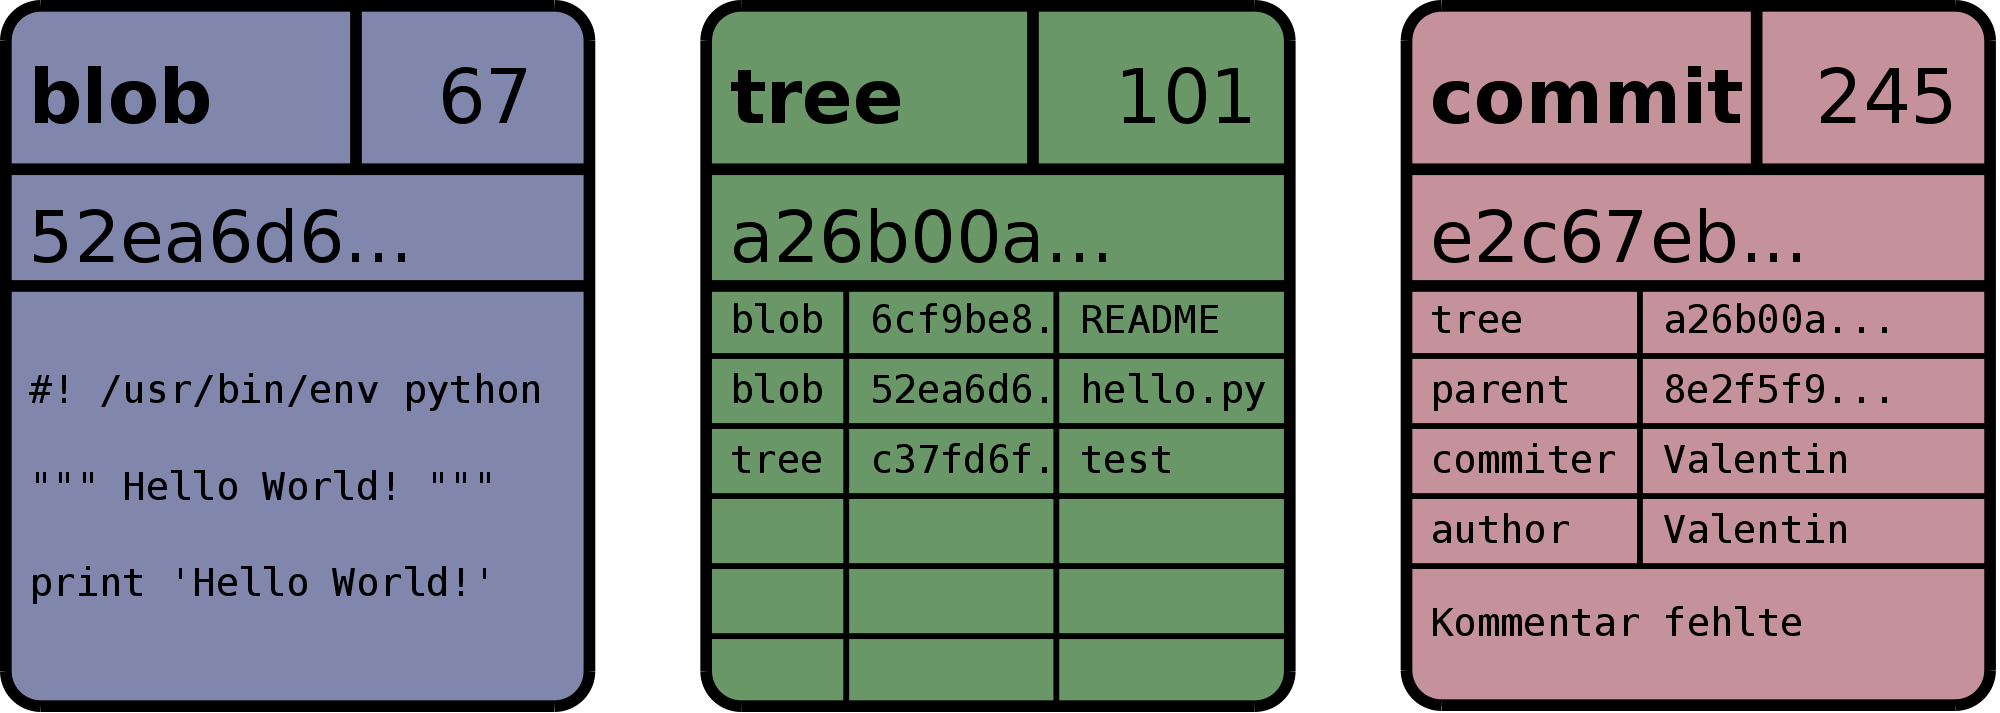 blob 67
52ea6d6...
#! /usr/bin/env python
""" Hello World! """
print 'Hello World!'
tree 101
a26b00a...
blob 6cf9be8. README
blob 52ea6d6. hello.py
tree c37fd6f. test
commit 245
e2c67eb...
tree a26b00a...
parent 8e2f5f9...
commiter Valentin
author Valentin
Kommentar fehlte